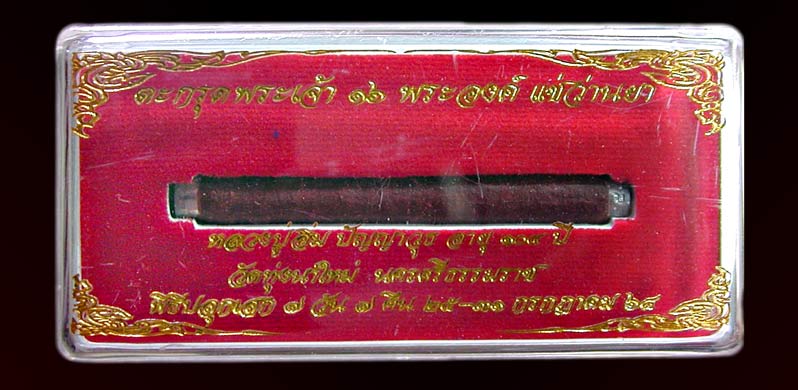 ตะกรุดพระเจ้า ๑๖ พระองค์ แช่ว่านยา
หลวงปู่ริม ปัญญาวุธ อายุ ๑๐๔ ปี
วัดทุ่งนาใหม่ นครศรีธรรมราช
พิธีปลุกเสก ๗ วัน ๗ คืน ๒๕-๓๑ กรกฎาคม ๖๔